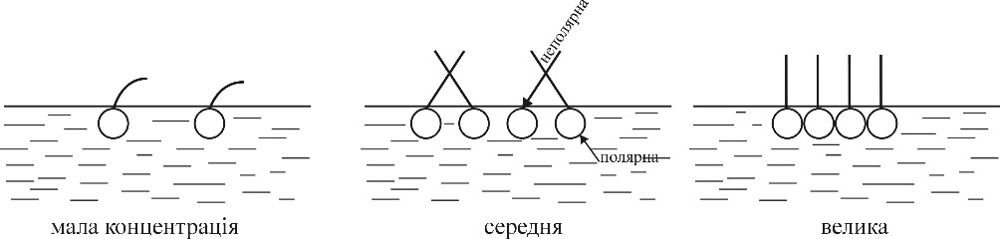 неполярна
полярна
мала концентрація
середня
велика